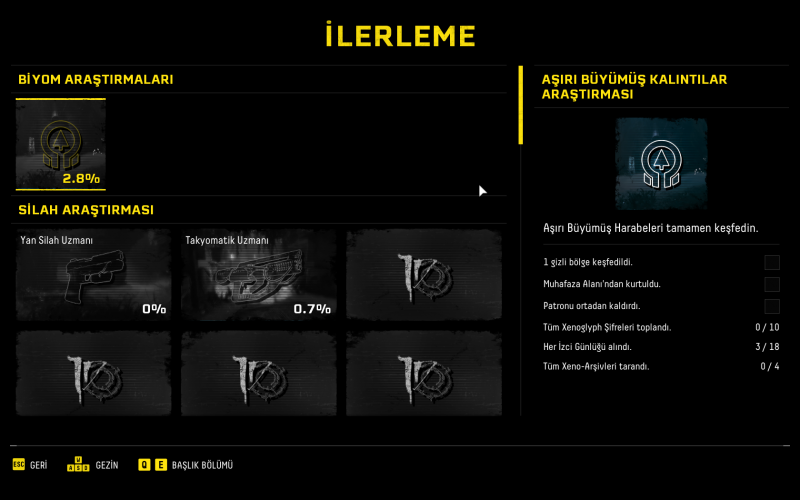 İLERLEME
BİYOM ARAŞTIRMALARI
2.8%
SİLAH ARAŞTIRMASI
Yan Silah Uzmanı
0%
Takyomatik Uzmanı
0.7%
AŞIRI BÜYÜMÜŞ KALINTILAR
ARAŞTIRMASI
Aşırı Büyümüş Harabeleri tamamen keşfedin.
1 gizli bölge keşfedildi.
Muhafaza Alanı'ndan kurtuldu.
Patronu ortadan kaldırdı.
Tüm Xenoglyph Şifreleri toplandı. 0 / 10
Her İzci Günlüğü alındı. 3 / 18
Tüm Xeno-Arşivleri tarandı. 0 / 4
ESC GERİ W A S D GEZİN Q E BAŞLIK BÖLÜMÜ